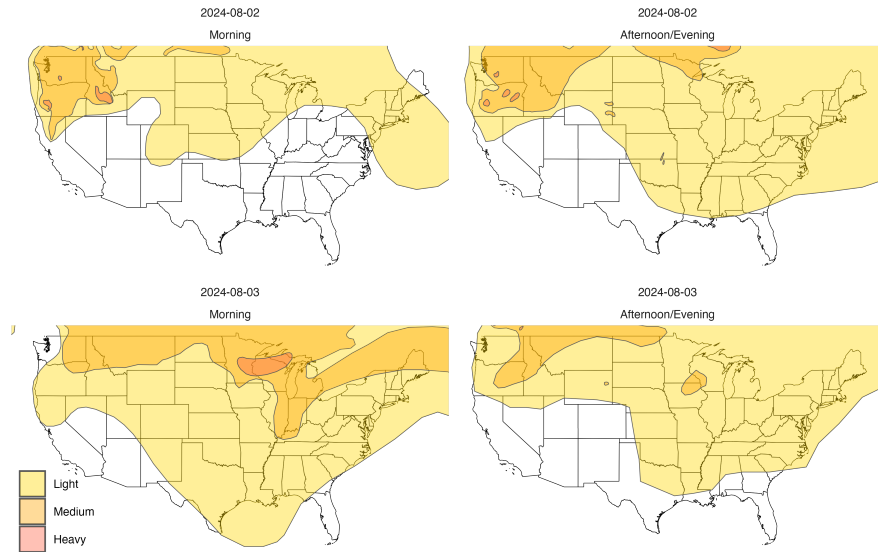 2024-08-02
Morning
2024-08-02
Afternoon/Evening
2024-08-03
Morning
2024-08-03
Afternoon/Evening
Light
Medium
Heavy